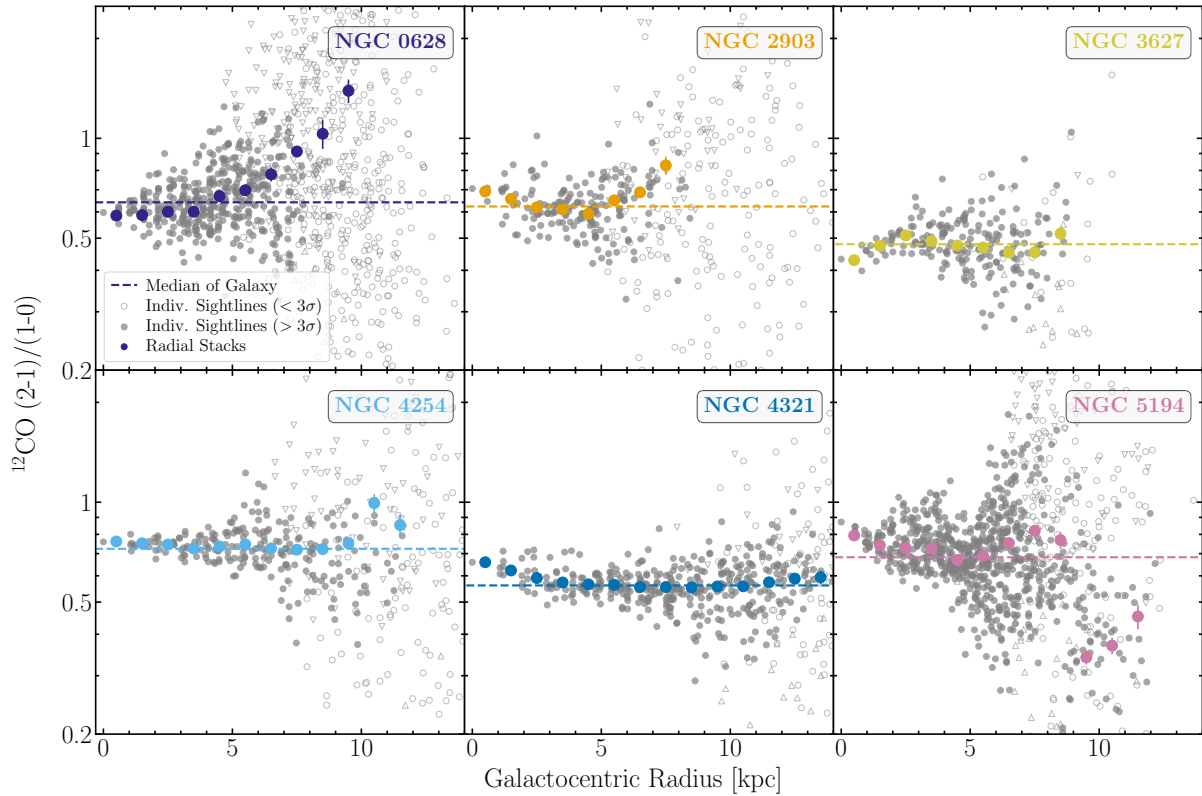 NGC 0628
NGC 2903
NGC 3627
1
0.5
0.2
Median of Galaxy
Indiv. Sightlines (< 3σ)
Indiv. Sightlines (> 3σ)
Radial Stacks
¹²CO (2-1)/(1-0)
NGC 4254
NGC 4321
NGC 5194
1
0.5
0.2
0 5 10 0 5 10 0 5 10
Galactocentric Radius [kpc]